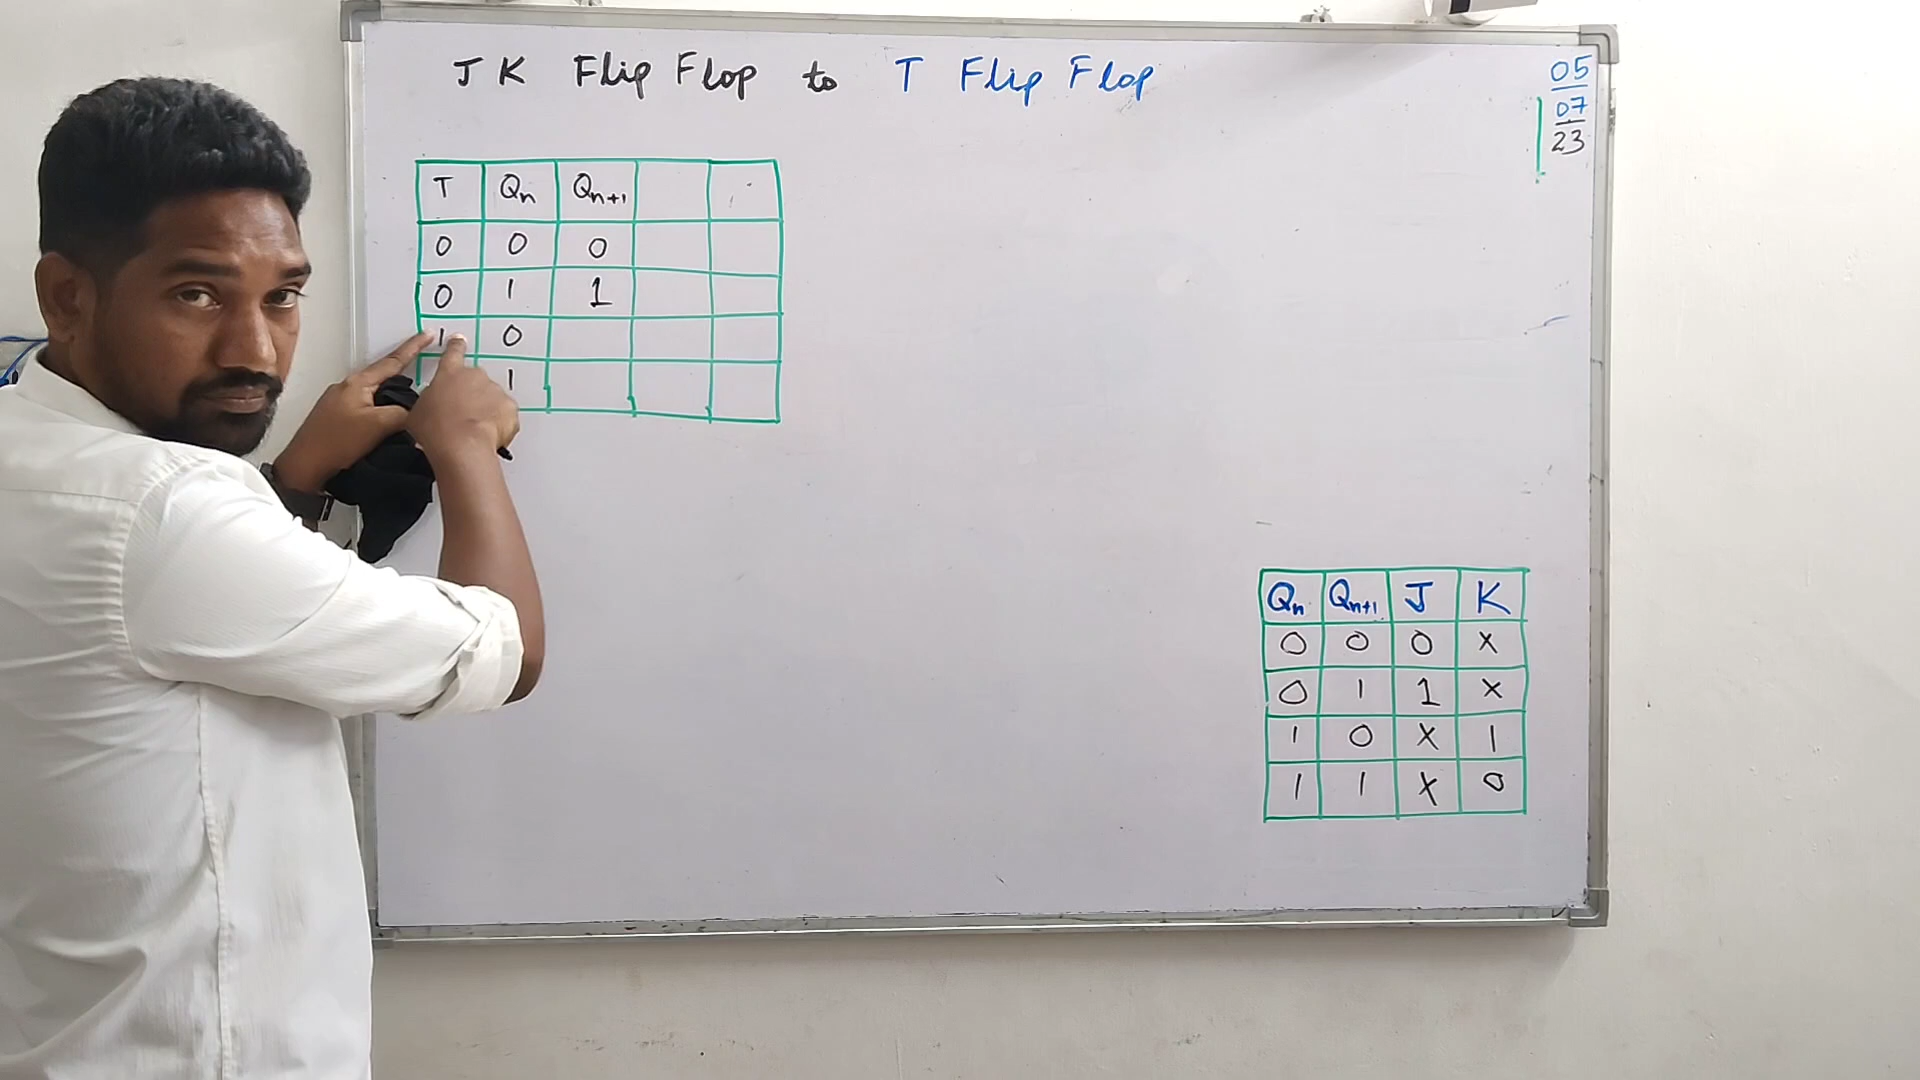 JK Flip Flop to T Flip Flop
05
07
23
T Qn Qn+1
0 0 0
0 1 1
1 0
1
Qn Qn+1 J K
0 0 0 X
0 1 1 X
1 0 X 1
1 1 X 0